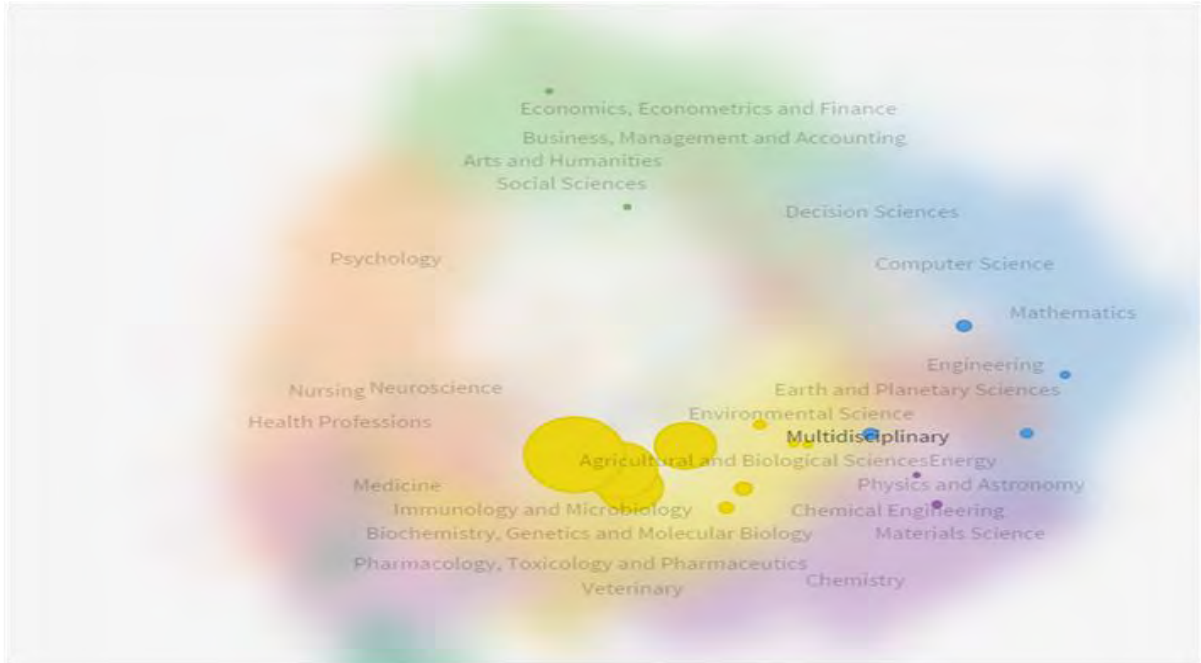 Economics, Econometrics and Finance
Business, Management and Accounting
Arts and Humanities
Social Sciences
Decision Sciences
Psychology
Computer Science
Mathematics
Engineering
Nursing Neuroscience
Earth and Planetary Sciences
Environmental Science
Health Professions
Multidisciplinary
Agricultural and Biological Sciences Energy
Medicine
Physics and Astronomy
Immunology and Microbiology
Chemical Engineering
Biochemistry, Genetics and Molecular Biology
Materials Science
Pharmacology, Toxicology and Pharmaceutics
Chemistry
Veterinary